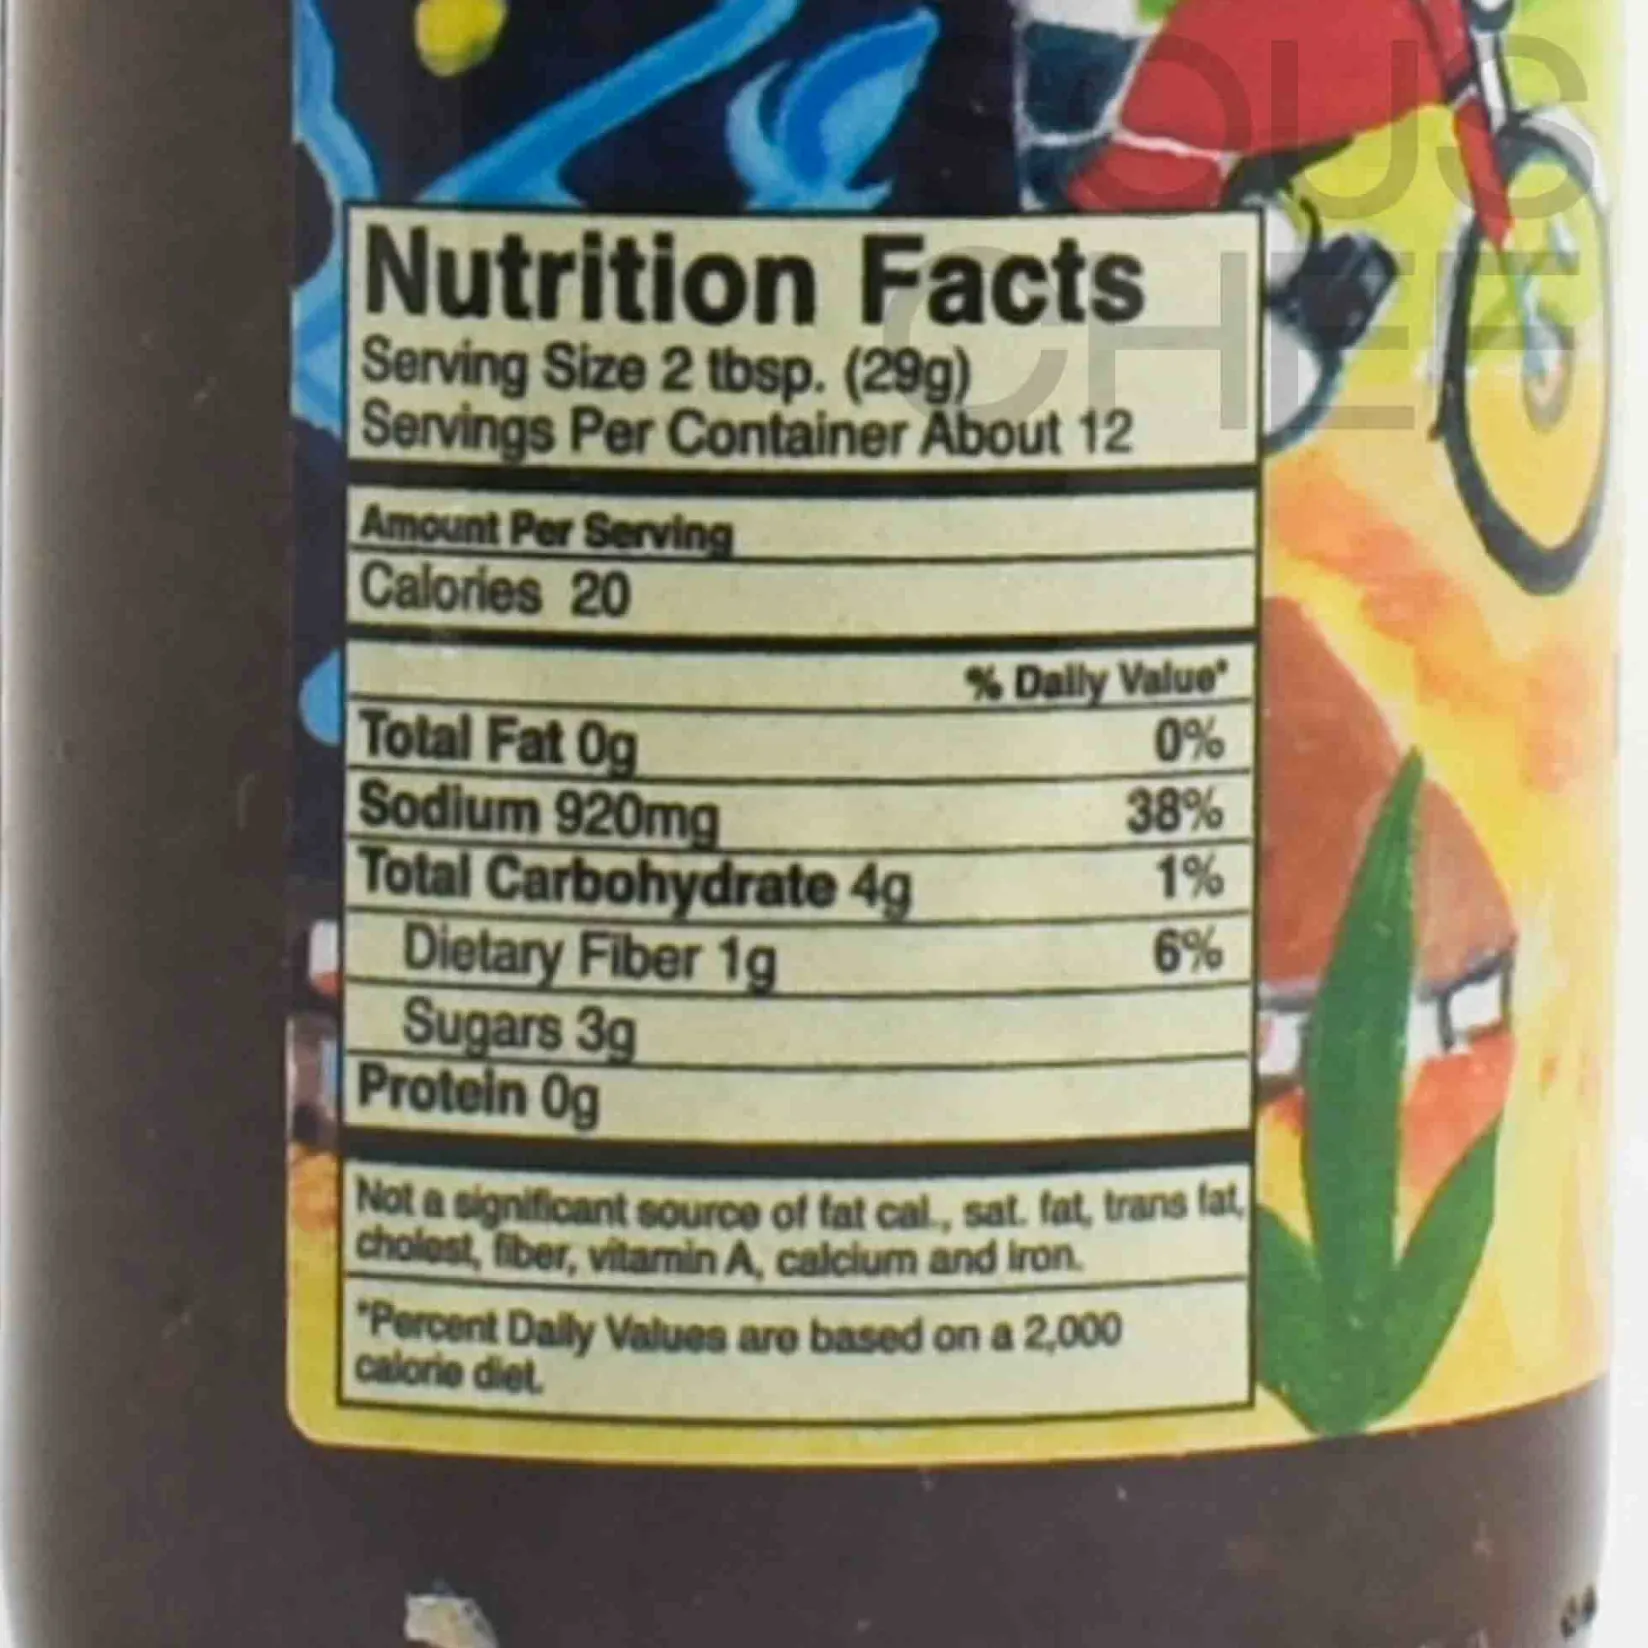 OUS
CHEF
Nutrition Facts
Serving Size 2 tbsp. (29g)
Servings Per Container About 12
Amount Per Serving
Calories 20
% Daily Value*
Total Fat 0g 0%
Sodium 920mg 38%
Total Carbohydrate 4g 1%
Dietary Fiber 1g 6%
Sugars 3g
Protein 0g
Not a significant source of fat cal., sat. fat, trans fat,
cholest, fiber, vitamin A, calcium and iron.
*Percent Daily Values are based on a 2,000
calorie diet.